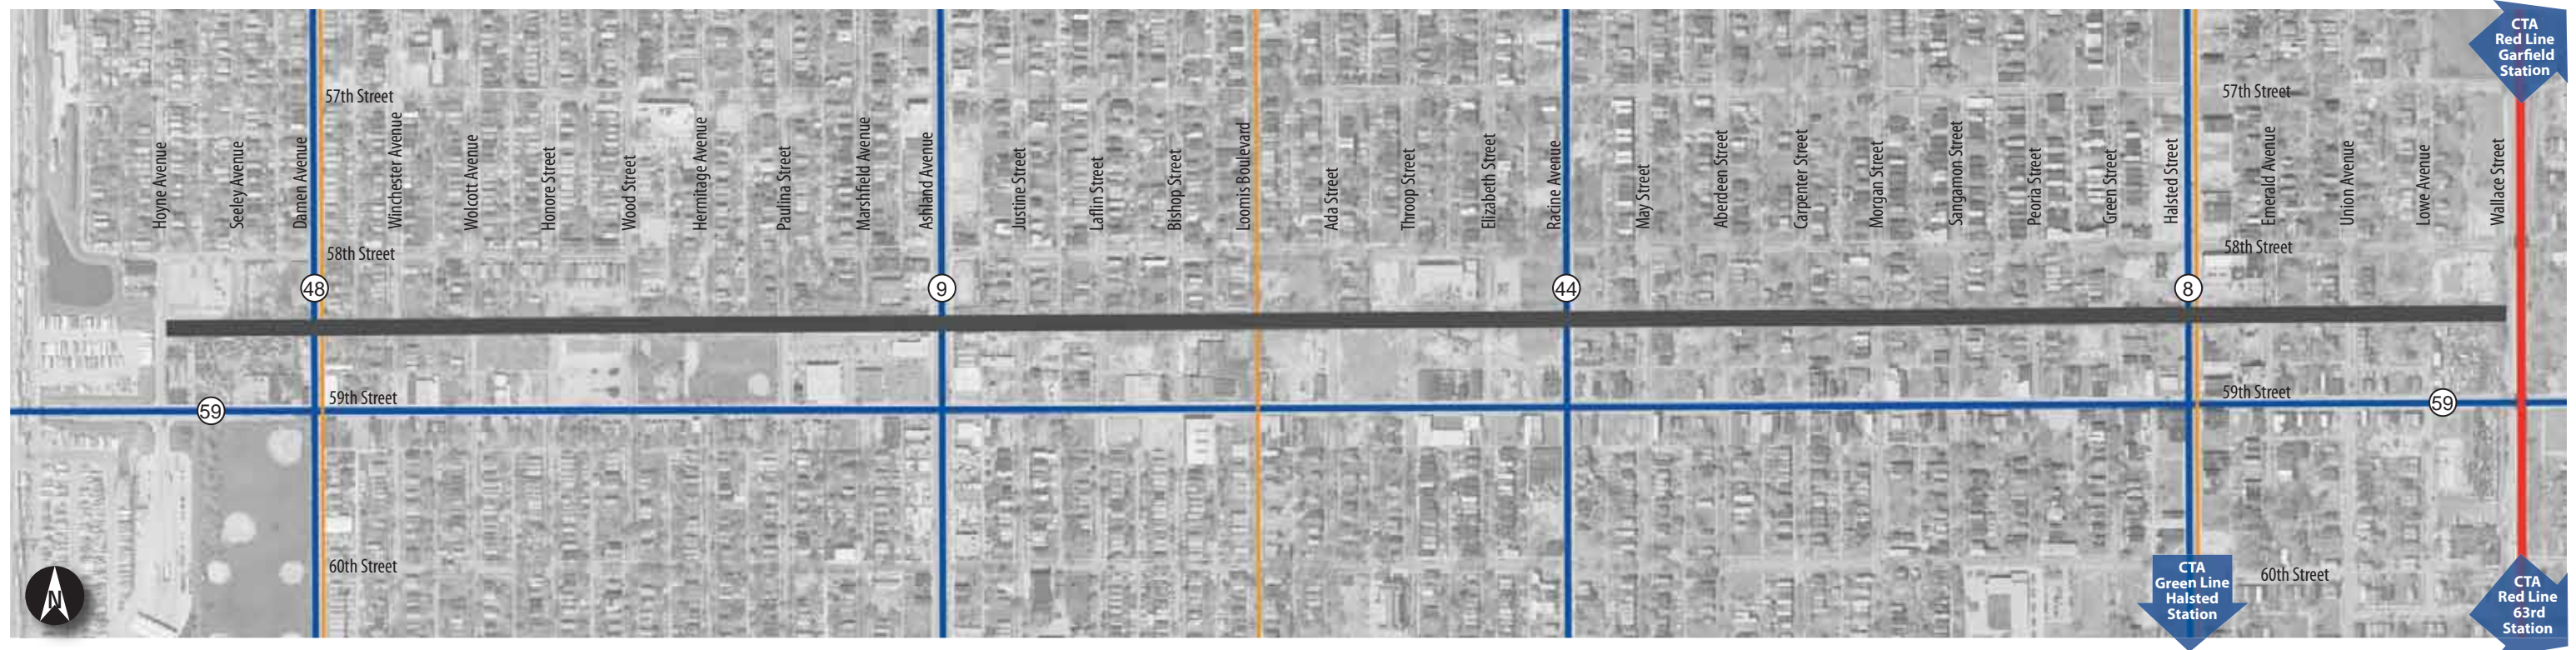 CTA
Red Line
Garfield
Station
57th Street
57th Street
Hoyne Avenue
Seeley Avenue
Damen Avenue
Winchester Avenue
Wolcott Avenue
Honore Street
Wood Street
Hermitage Avenue
Paulina Street
Marshfield Avenue
Ashland Avenue
Justine Street
Laflin Street
Bishop Street
Loomis Boulevard
Ada Street
Throop Street
Elizabeth Street
Racine Avenue
May Street
Aberdeen Street
Carpenter Street
Morgan Street
Sangamon Street
Peoria Street
Green Street
Halsted Street
Emerald Avenue
Union Avenue
Lowe Avenue
Wallace Street
58th Street
58th Street
48
9
44
8
59th Street
59th Street
59
59
60th Street
60th Street
N
CTA
Green Line
Halsted
Station
CTA
Red Line
63rd
Station